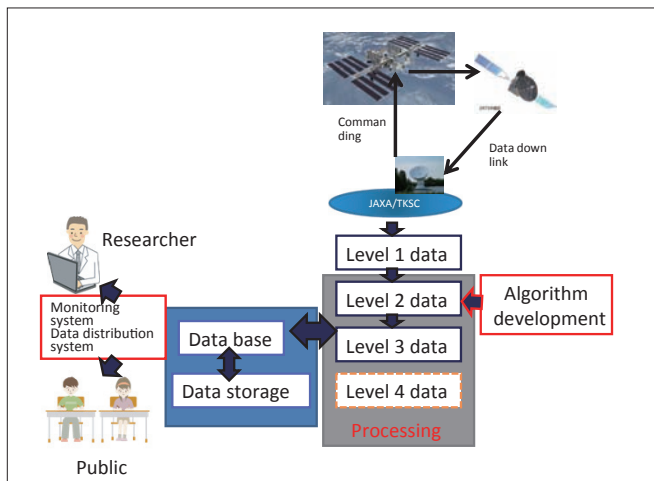 Comman
ding
Data down
link
JAXA/TKSC
Researcher
Level 1 data
Level 2 data
Algorithm
development
Monitoring
system
Data distribution
system
Data base
Level 3 data
Data storage
Level 4 data
Processing
Public